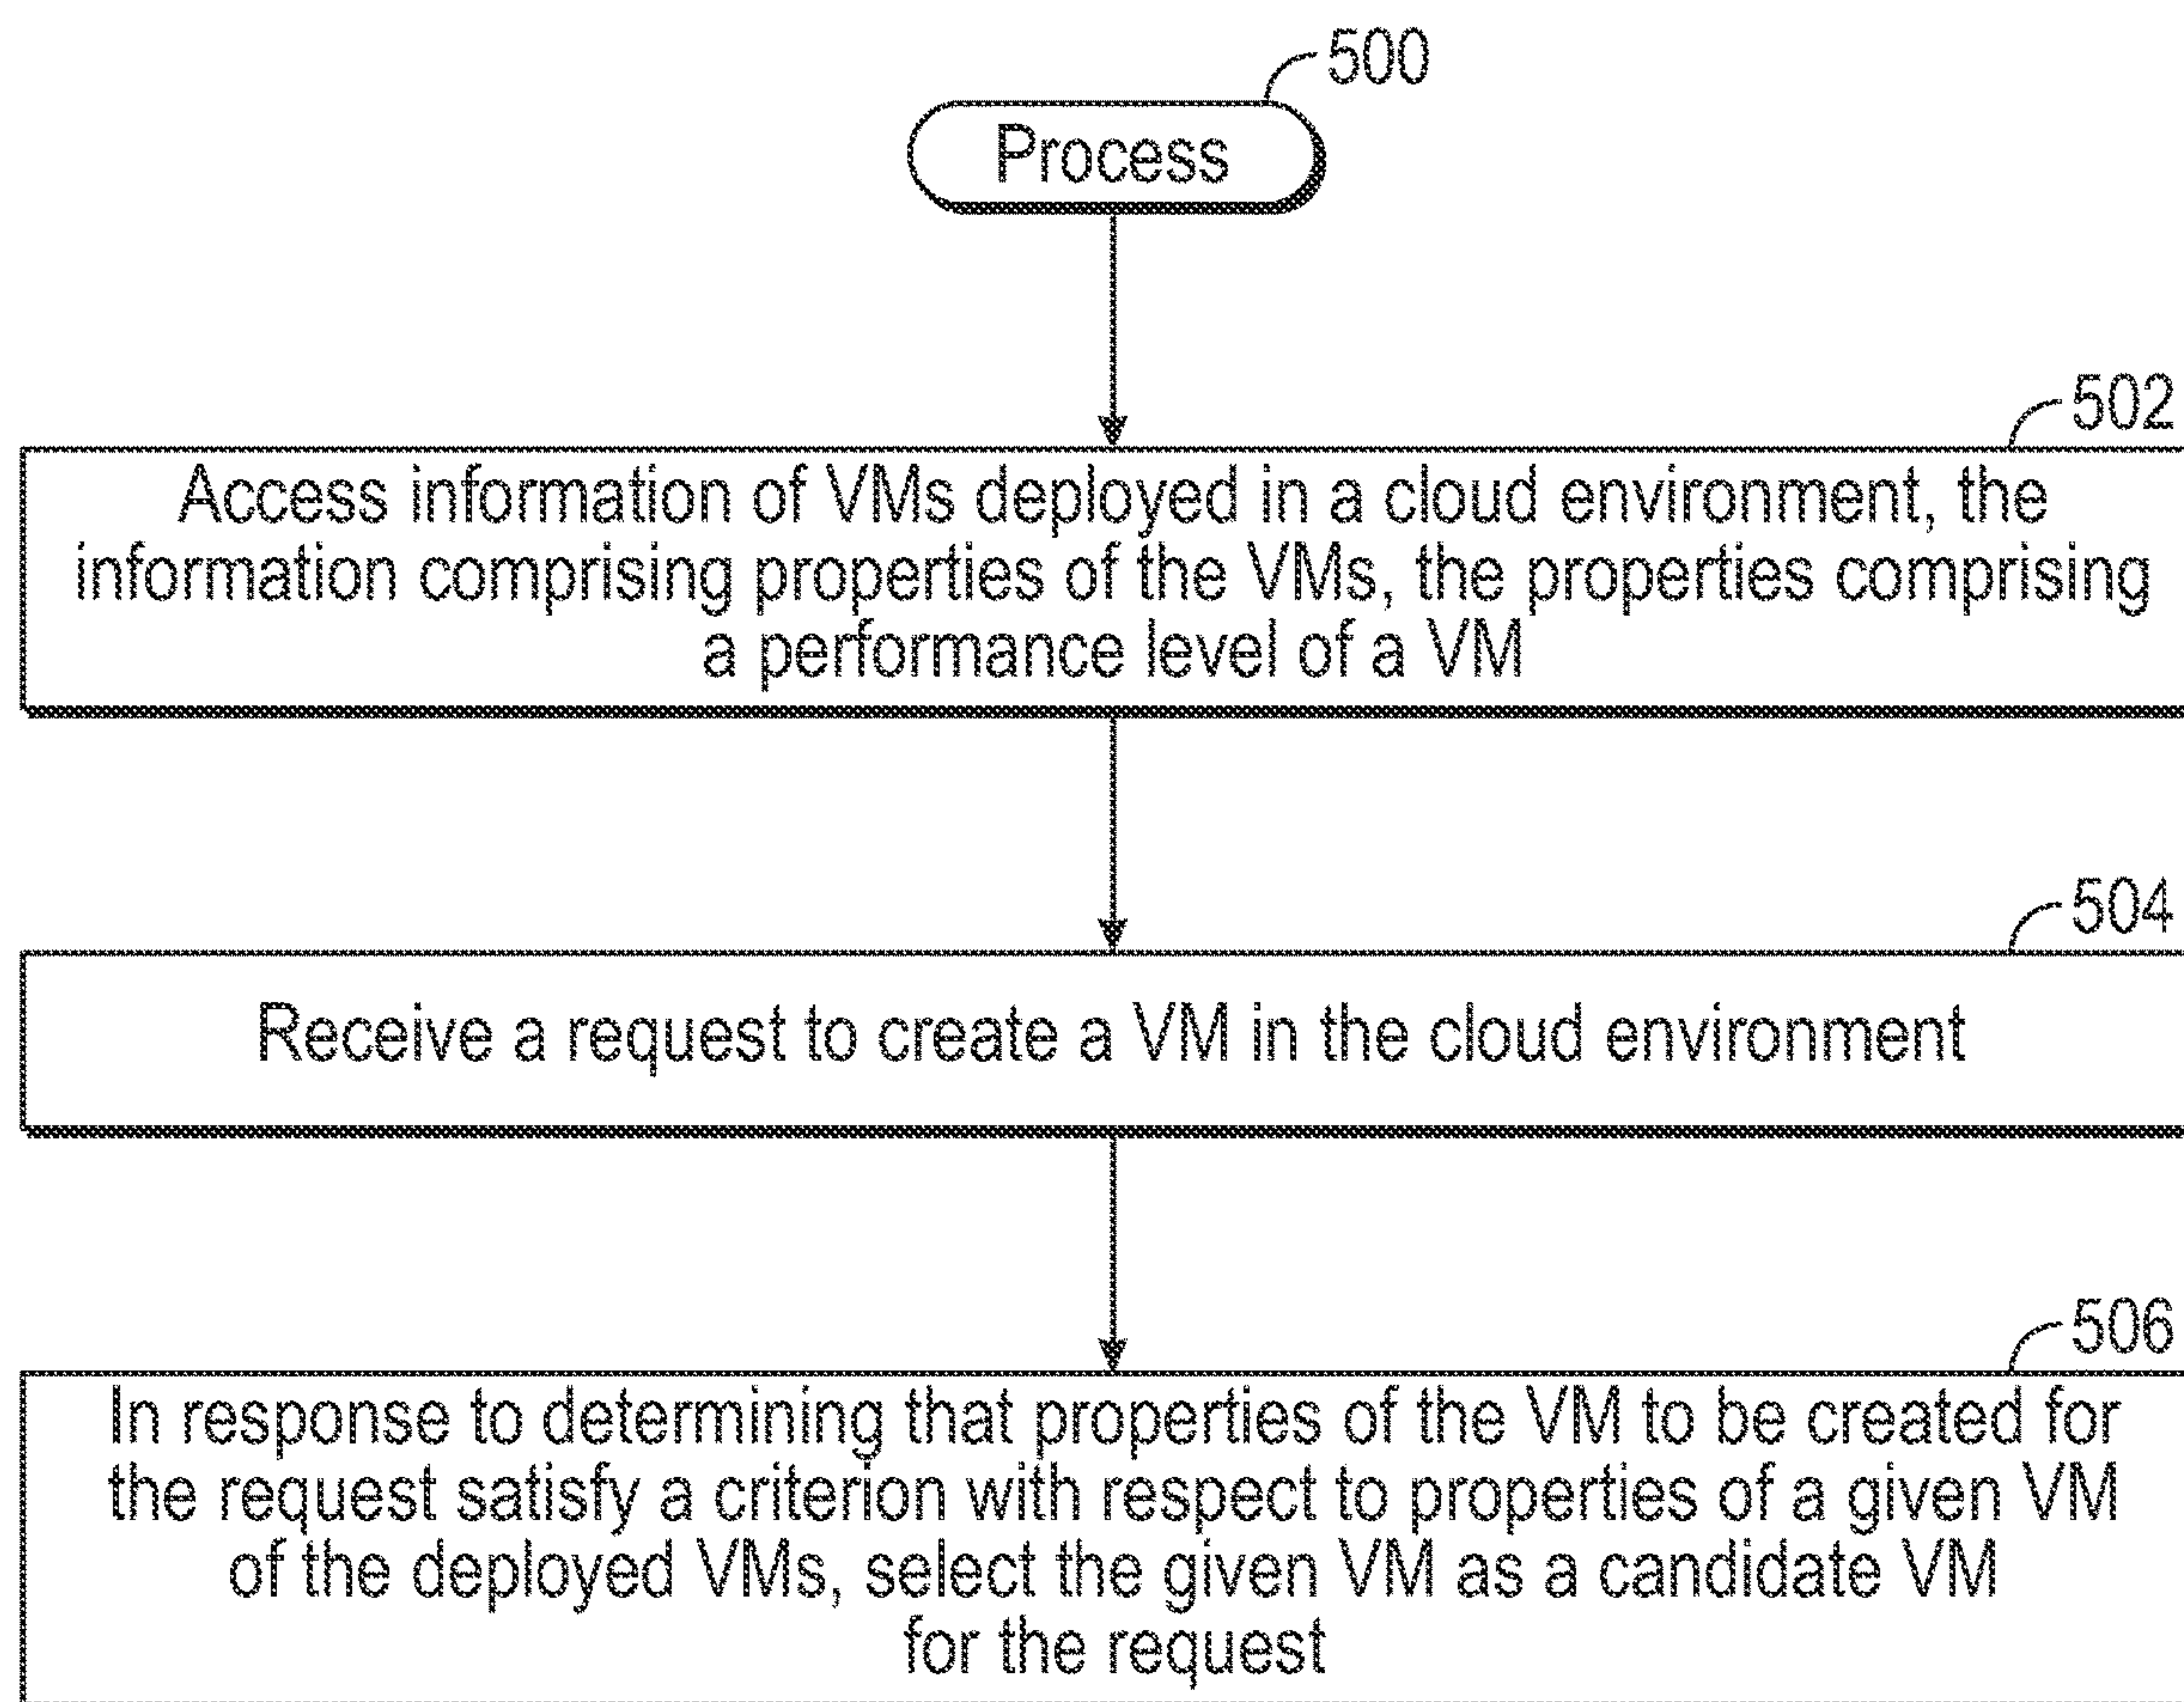 500
Process
502
Access information of VMs deployed in a cloud environment, the
information comprising properties of the VMs, the properties comprising
a performance level of a VM
504
Receive a request to create a VM in the cloud environment
506
In response to determining that properties of the VM to be created for
the request satisfy a criterion with respect to properties of a given VM
of the deployed VMs, select the given VM as a candidate VM
for the request